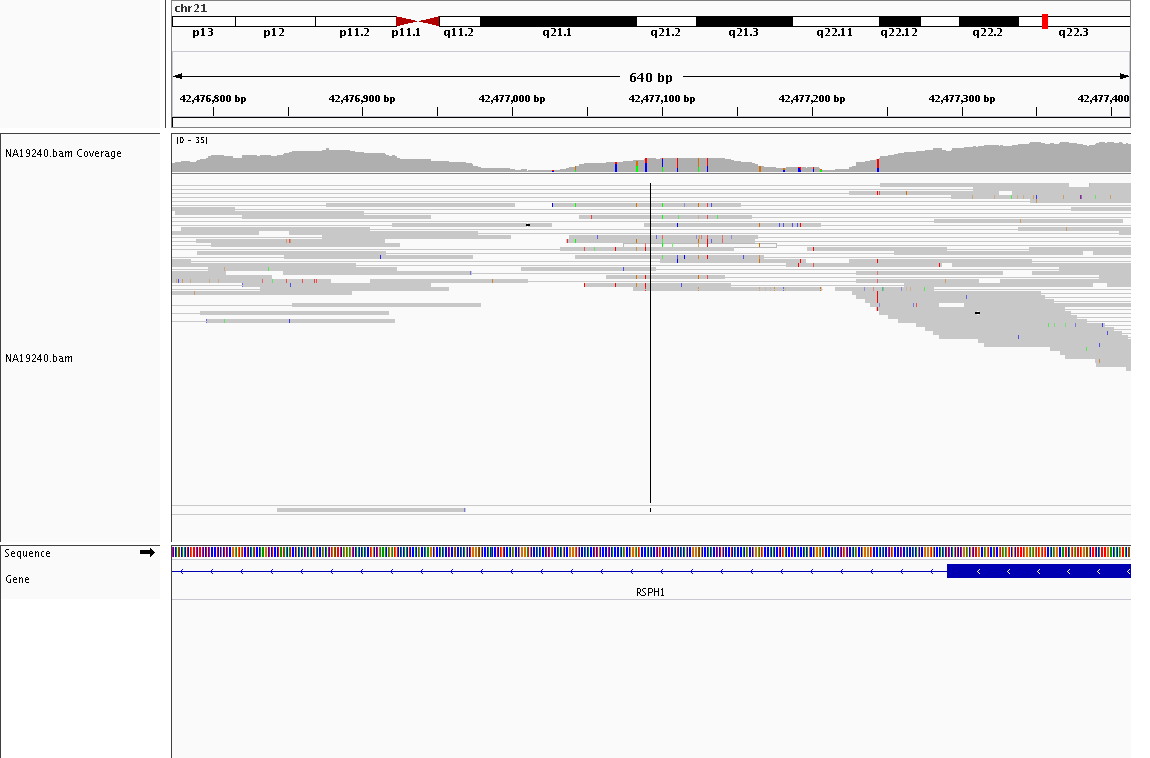 chr21
p13 p12 p11.2 p11.1 q11.2 q21.1 q21.2 q21.3 q22.11 q22.12 q22.2 q22.3
640 bp
42,476,800 bp 42,476,900 bp 42,477,000 bp 42,477,100 bp 42,477,200 bp 42,477,300 bp 42,477,400
[0 - 35]
NA19240.bam Coverage
NA19240.bam
Sequence
Gene
RSPH1